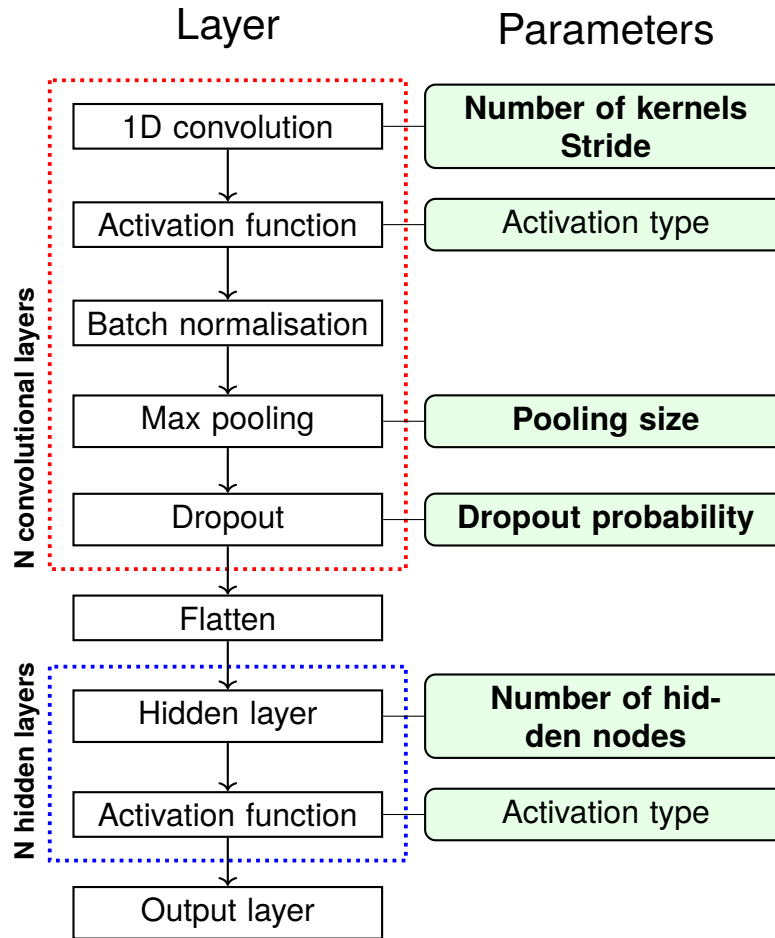 Layer
Parameters
1D convolution
Number of kernels
Stride
Activation function
Activation type
Batch normalisation
Max pooling
Pooling size
Dropout
Dropout probability
N convolutional layers
Flatten
Hidden layer
Number of hid-
den nodes
Activation function
Activation type
N hidden layers
Output layer